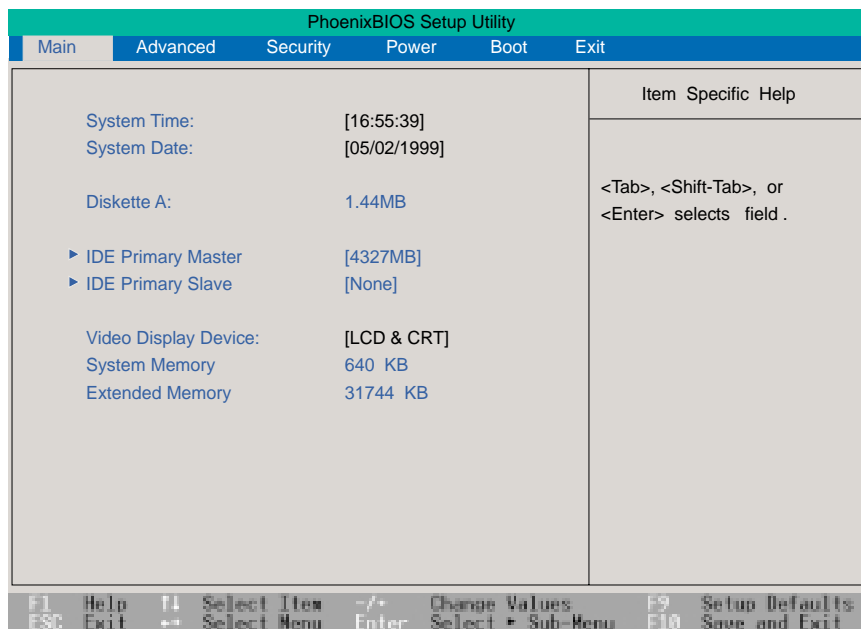 PhoenixBIOS Setup Utility
Main Advanced Security Power Boot Exit
Item Specific Help
System Time: [16:55:39]
System Date: [05/02/1999]
<Tab>, <Shift-Tab>, or
<Enter> selects field .
Diskette A: 1.44MB
IDE Primary Master [4327MB]
IDE Primary Slave [None]
Video Display Device: [LCD & CRT]
System Memory 640 KB
Extended Memory 31744 KB
F1 Help ↑↓ Select Item -/+ Change Values F9 Setup Defaults
ESC Exit ←→ Select Menu Enter Select ▸ Sub-Menu F10 Save and Exit